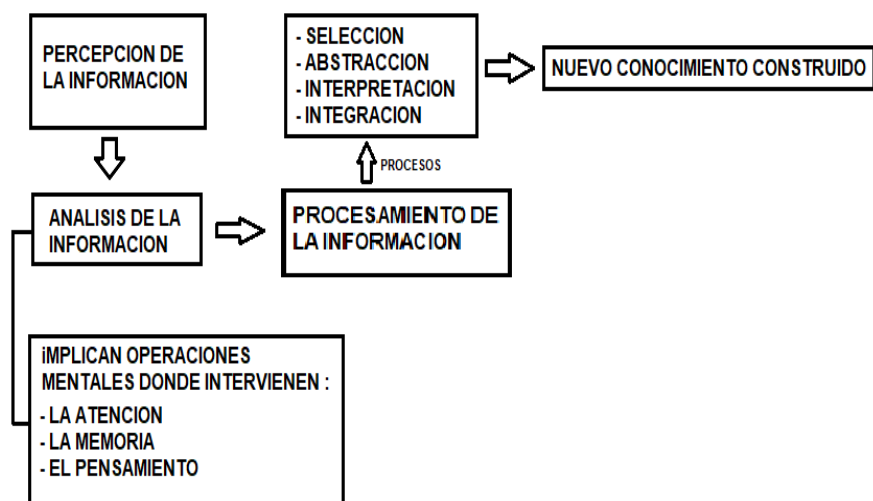 PERCEPCION DE
LA INFORMACION
ANALISIS DE LA
INFORMACION
iMPLICAN OPERACIONES
MENTALES DONDE INTERVIENEN :
- LA ATENCION
- LA MEMORIA
- EL PENSAMIENTO
PROCESAMIENTO DE
LA INFORMACION
PROCESOS
- SELECCION
- ABSTRACCION
- INTERPRETACION
- INTEGRACION
NUEVO CONOCIMIENTO CONSTRUIDO